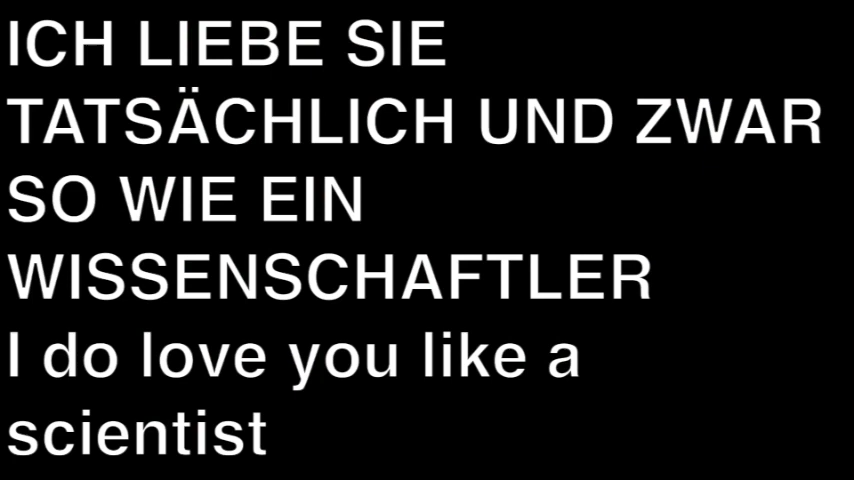 ICH LIEBE SIE
TATSÄCHLICH UND ZWAR
SO WIE EIN
WISSENSCHAFTLER
I do love you like a
scientist